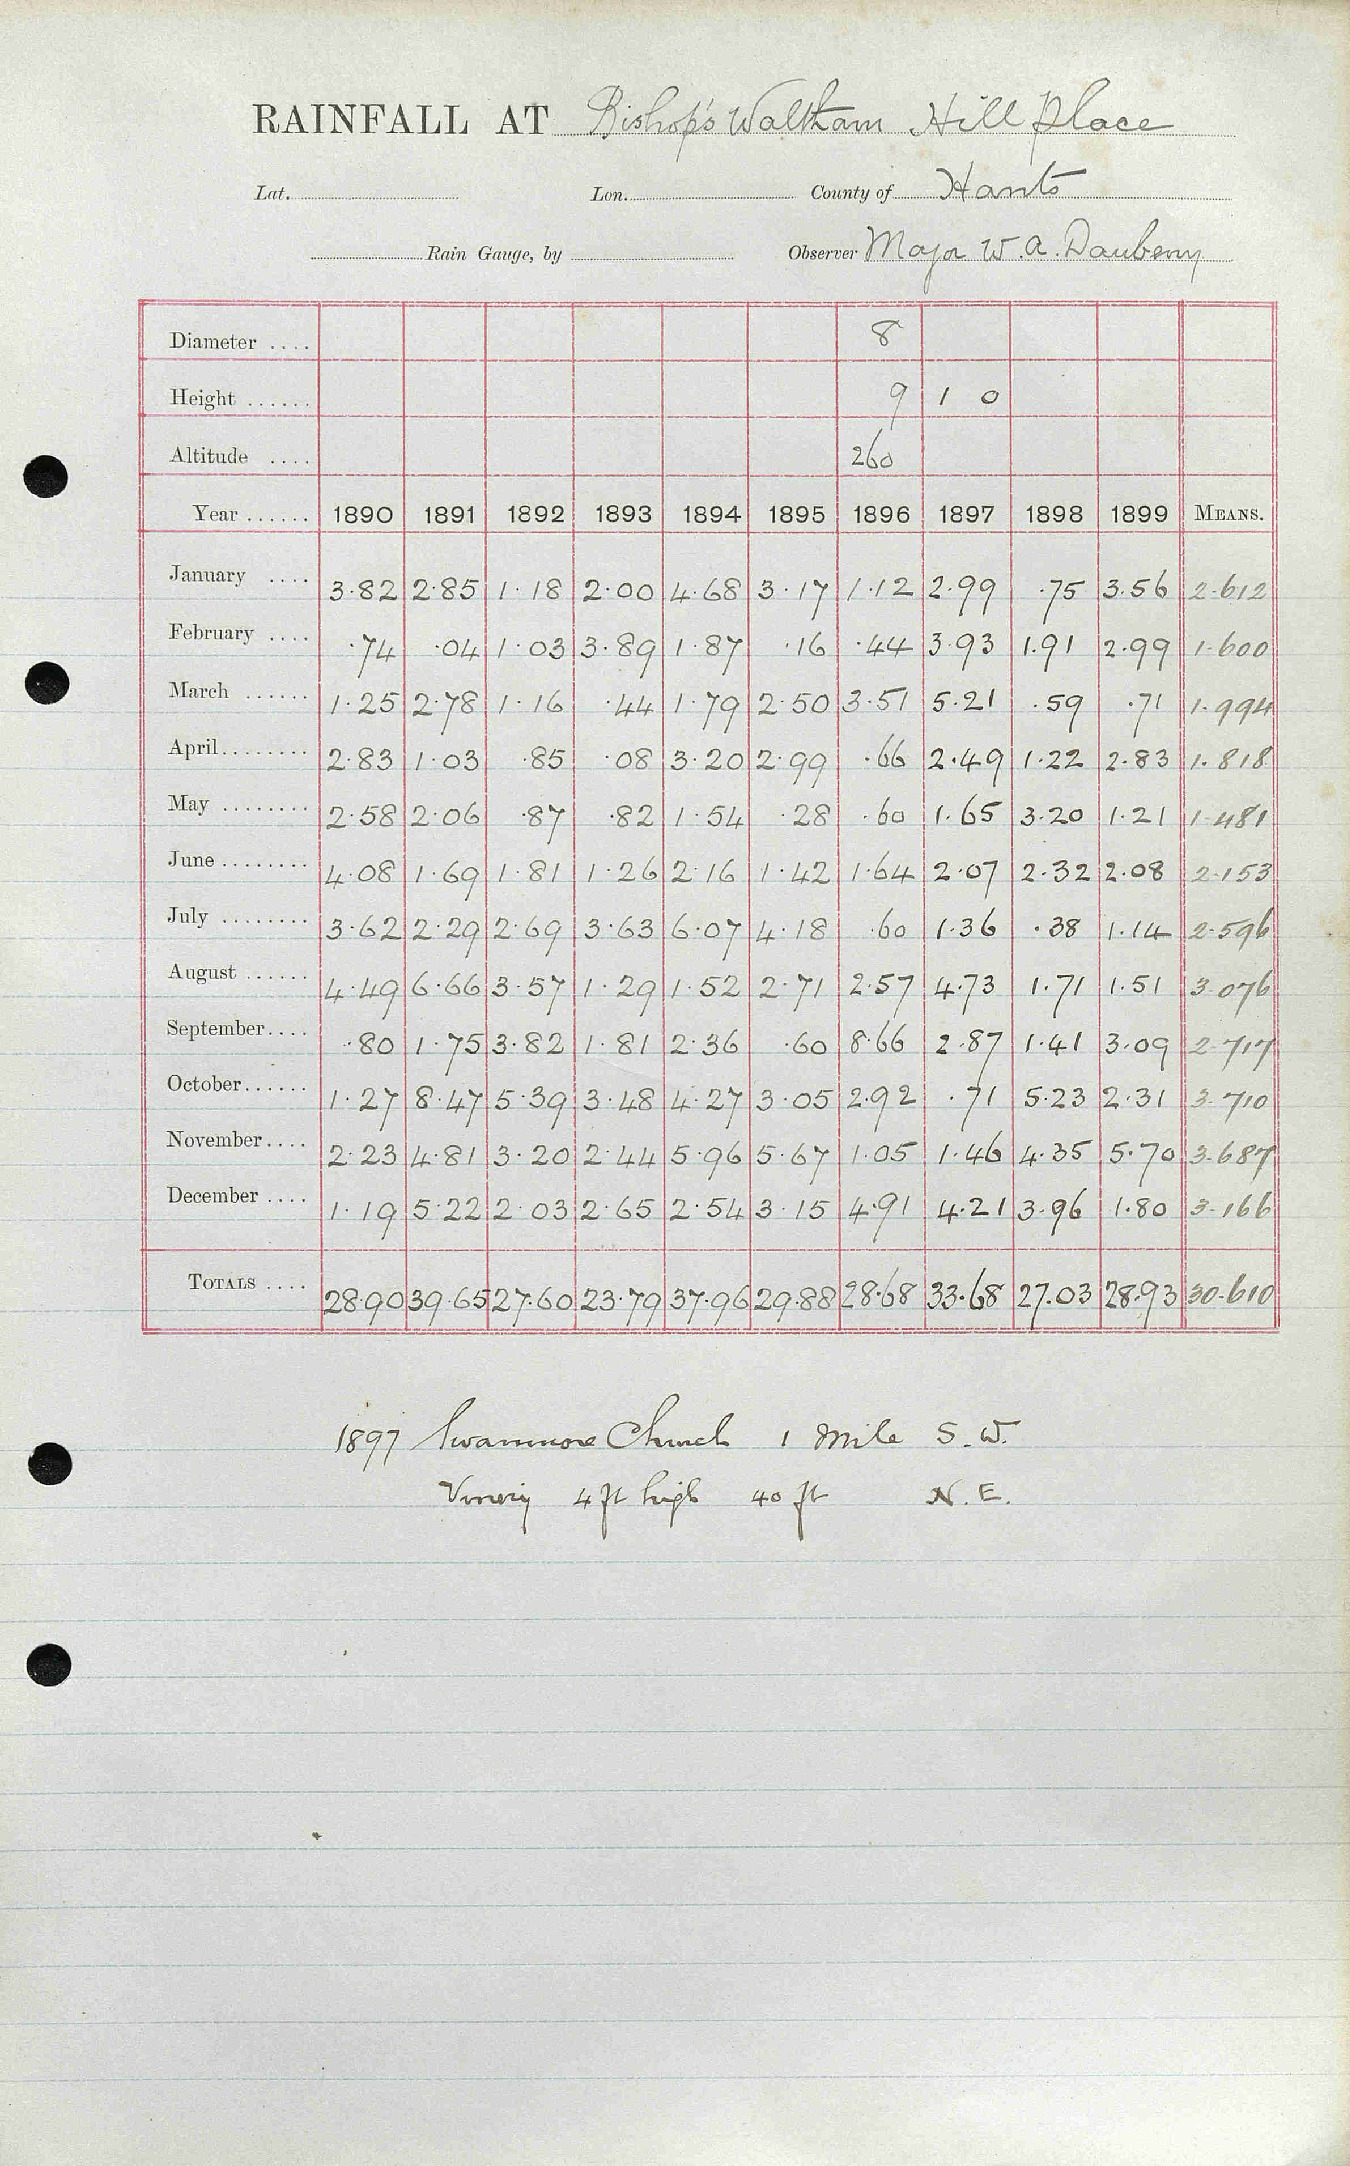 RAINFALL AT Bishop's Waltham Hill Place
Lat. Lon. County of Hants
Rain Gauge, by Observer Major W. A. Daubeny
Diameter .... 8
Height ...... 9 1 0
Altitude .... 260
Year ...... 1890 1891 1892 1893 1894 1895 1896 1897 1898 1899 MEANS.
January .... 3.82 2.85 1.18 2.00 4.68 3.17 1.12 2.99 .75 3.56 2.612
February .... .74 .04 1.03 3.89 1.87 .16 .44 3.93 1.91 2.99 1.600
March ...... 1.25 2.78 1.16 .44 1.79 2.50 3.51 5.21 .59 .71 1.994
April ........ 2.83 1.03 .85 .08 3.20 2.99 .66 2.49 1.22 2.83 1.818
May ........ 2.58 2.06 .87 .82 1.54 .28 .60 1.65 3.20 1.21 1.481
June ........ 4.08 1.69 1.81 1.26 2.16 1.42 1.64 2.07 2.32 2.08 2.153
July ........ 3.62 2.29 2.69 3.63 6.07 4.18 .60 1.36 .38 1.14 2.596
August ...... 4.49 6.66 3.57 1.29 1.52 2.71 2.57 4.73 1.71 1.51 3.076
September .... .80 1.75 3.82 1.81 2.36 .60 8.66 2.87 1.41 3.09 2.717
October ...... 1.27 8.47 5.39 3.48 4.27 3.05 2.92 .71 5.23 2.31 3.710
November .... 2.23 4.81 3.20 2.44 5.96 5.67 1.05 1.46 4.35 5.70 3.687
December .... 1.19 5.22 2.03 2.65 2.54 3.15 4.91 4.21 3.96 1.80 3.166
TOTALS .... 28.90 39.65 27.60 23.79 37.96 29.88 28.68 33.68 27.03 28.93 30.610
1897 Swanmore Church 1 Mile S.W.
Vinery 4 ft high 40 ft N.E.